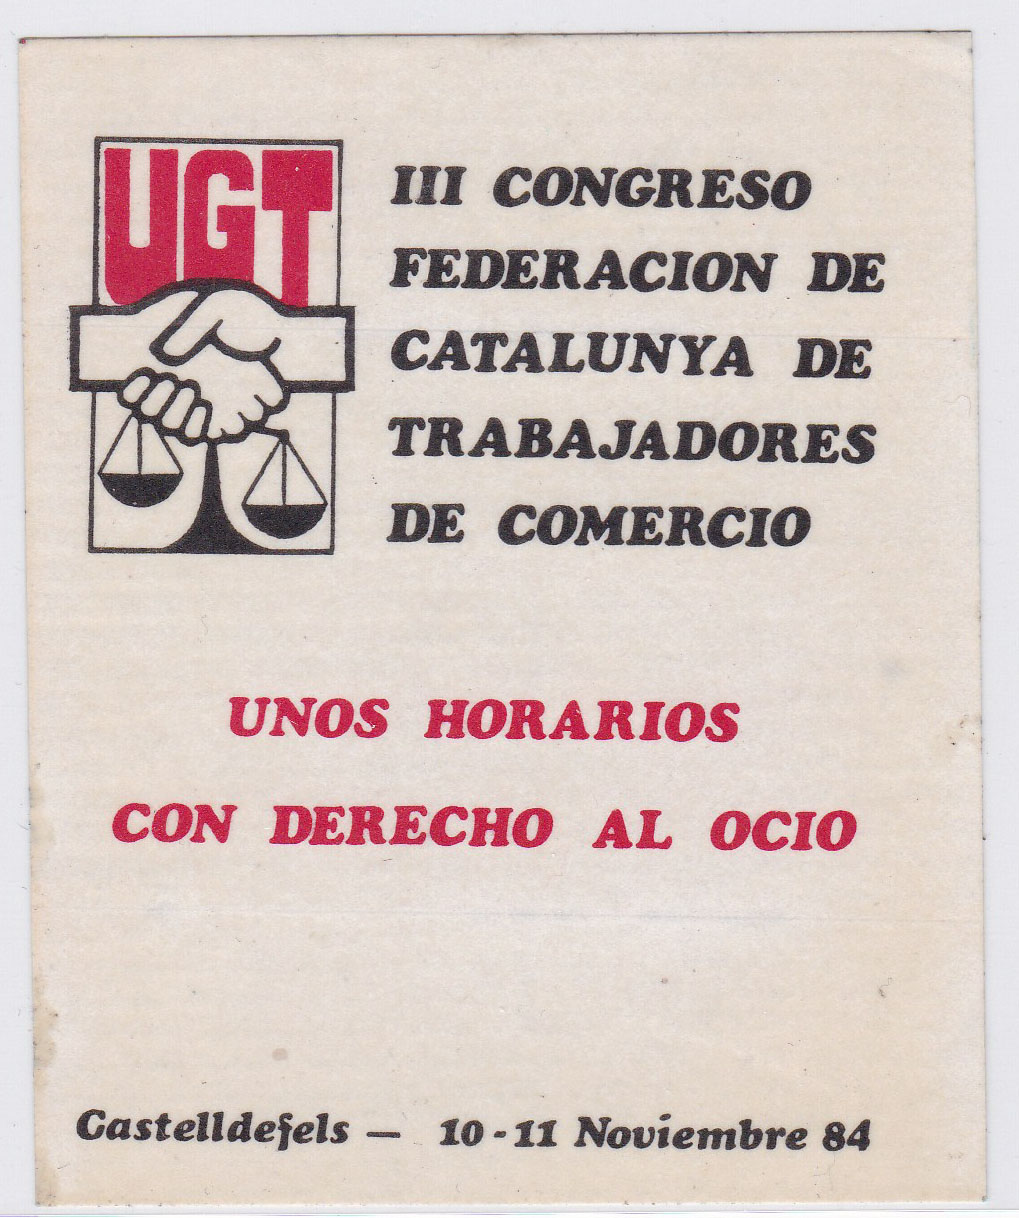 UGT
III CONGRESO
FEDERACION DE
CATALUNYA DE
TRABAJADORES
DE COMERCIO
UNOS HORARIOS
CON DERECHO AL OCIO
Castelldefels — 10-11 Noviembre 84